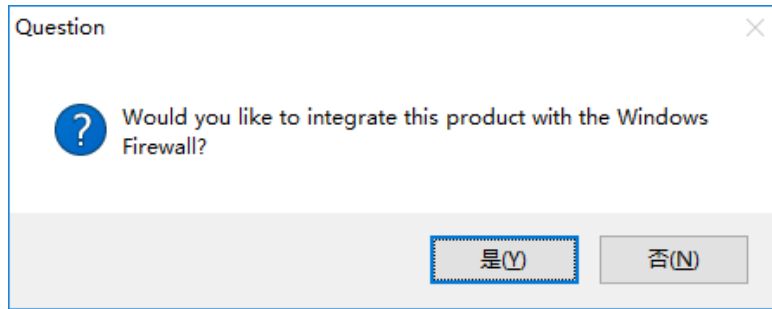 Question
Would you like to integrate this product with the Windows
Firewall?
是(Y)
否(N)